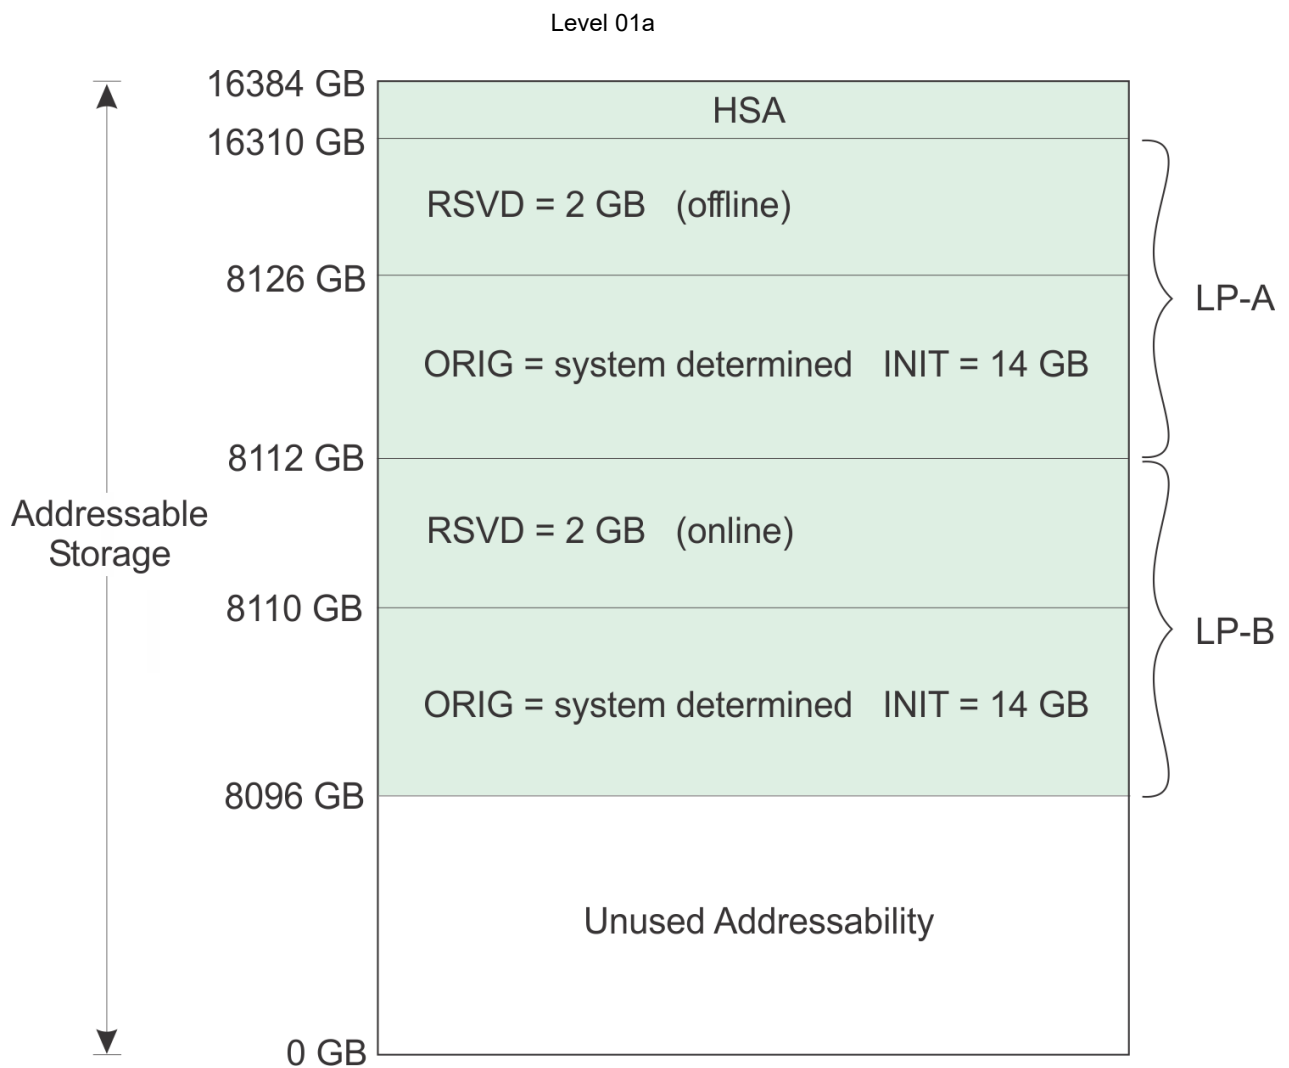 Level 01a
16384 GB
HSA
16310 GB
RSVD = 2 GB (offline)
8126 GB
LP-A
ORIG = system determined INIT = 14 GB
8112 GB
Addressable
Storage
RSVD = 2 GB (online)
8110 GB
LP-B
ORIG = system determined INIT = 14 GB
8096 GB
Unused Addressability
0 GB